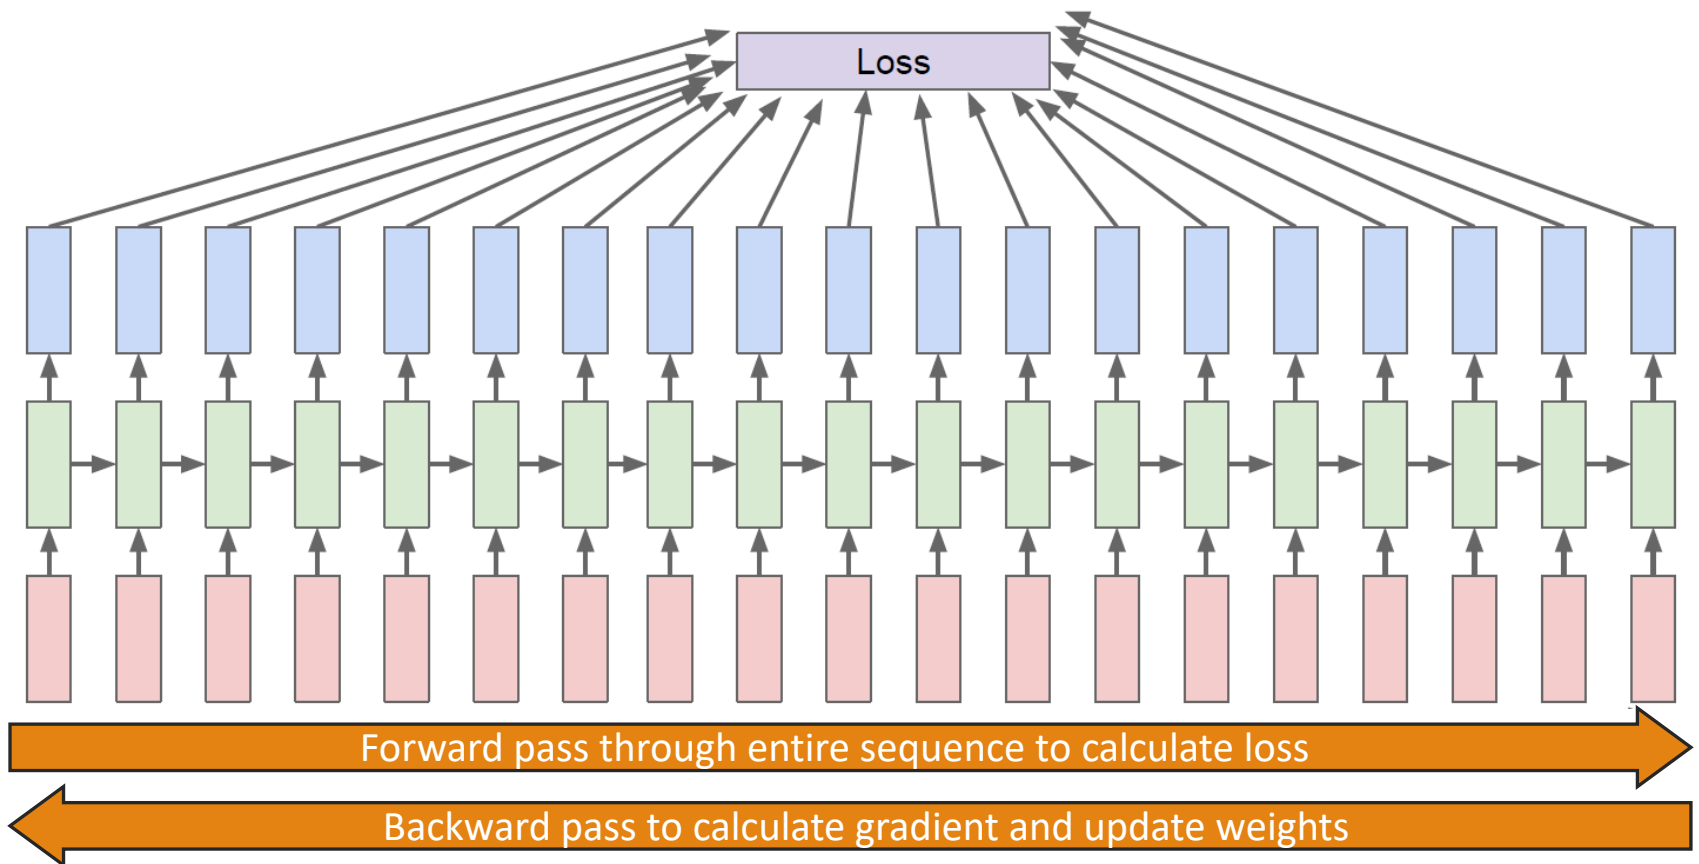 Loss
Forward pass through entire sequence to calculate loss
Backward pass to calculate gradient and update weights